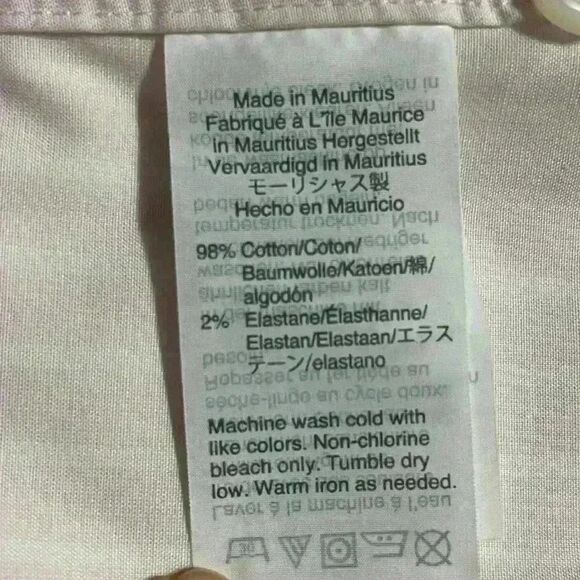 Made in Mauritius
Fabriqué à L'île Maurice
in Mauritius Hergestellt
Vervaardigd in Mauritius
モーリシャス製
Hecho en Mauricio
98% Cotton/Coton/
Baumwolle/Katoen/綿/
algodón
2% Elastane/Élasthanne/
Elastan/Elastaan/エラス
テーン/elastano
Machine wash cold with
like colors. Non-chlorine
bleach only. Tumble dry
low. Warm iron as needed.